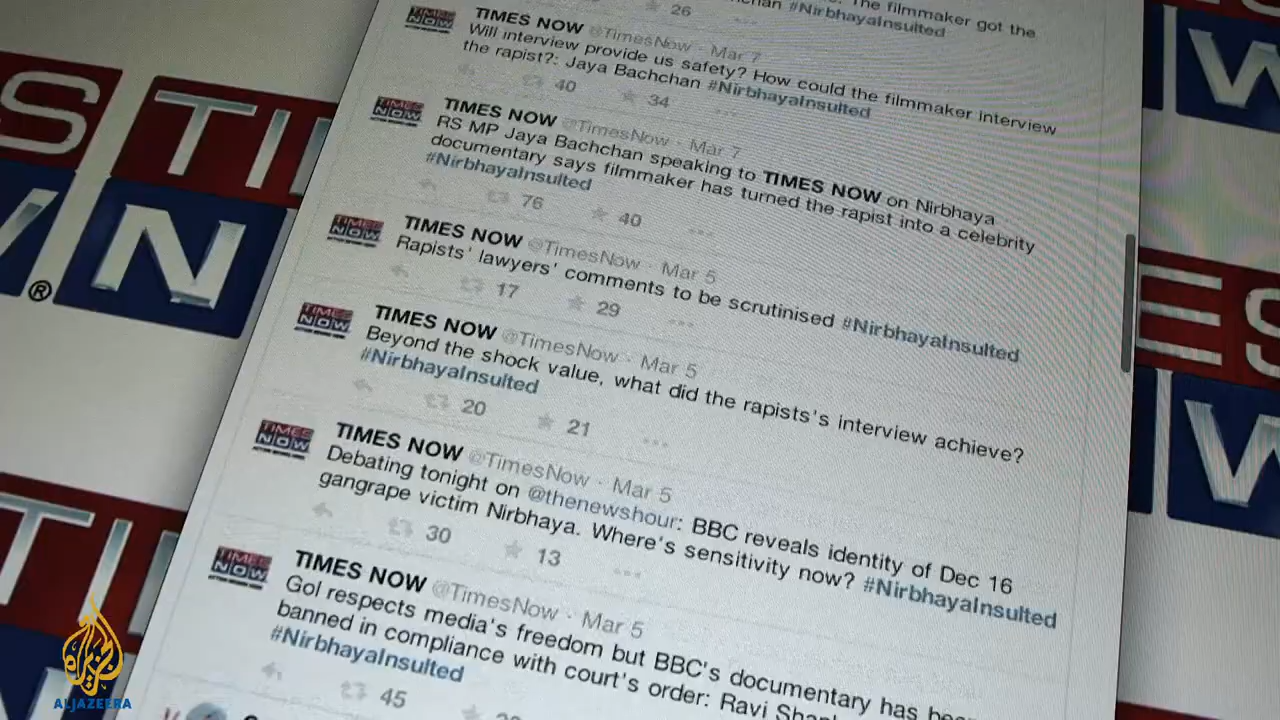 26
The filmmaker got the
#NirbhayaInsulted
TIMES NOW @TimesNow · Mar 7
Will interview provide us safety? How could the filmmaker interview
the rapist?: Jaya Bachchan #NirbhayaInsulted
40 34
TIMES NOW @TimesNow · Mar 7
RS MP Jaya Bachchan speaking to TIMES NOW on Nirbhaya
documentary says filmmaker has turned the rapist into a celebrity
#NirbhayaInsulted
76 40
TIMES NOW @TimesNow · Mar 5
Rapists' lawyers' comments to be scrutinised #NirbhayaInsulted
17 29
TIMES NOW @TimesNow · Mar 5
Beyond the shock value, what did the rapists's interview achieve?
#NirbhayaInsulted
20 21
TIMES NOW @TimesNow · Mar 5
Debating tonight on @thenewshour: BBC reveals identity of Dec 16
gangrape victim Nirbhaya. Where's sensitivity now? #NirbhayaInsulted
30 13
TIMES NOW @TimesNow · Mar 5
GoI respects media's freedom but BBC's documentary has
banned in compliance with court's order: Ravi
#NirbhayaInsulted
45
ALJAZEERA